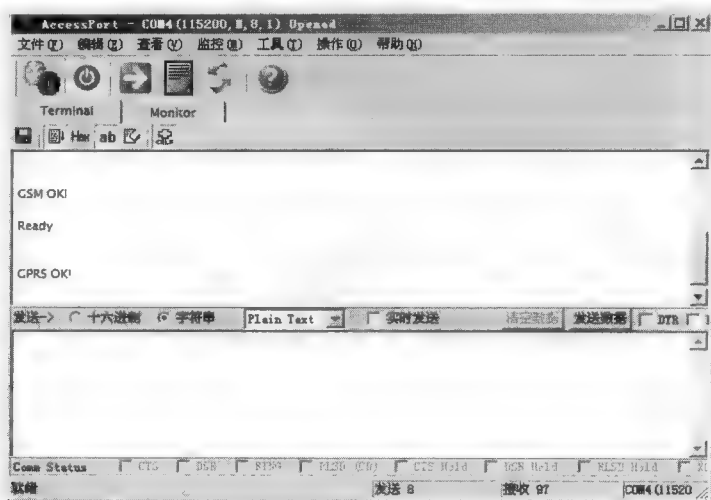 AccessPort - COM4(115200,N,8,1) Opened
文件(F) 编辑(E) 查看(V) 监控(M) 工具(T) 操作(O) 帮助(H)
Terminal Monitor
Hex ab
GSM OK!
Ready
GPRS OK!
发送-> 十六进制 字符串 Plain Text 实时发送 清空数据 发送数据 DTR
Comm Status CTS DSR RING RLSD (CD) CTS Hold DSR Hold RLSD Hold
就绪 发送 8 接收 97 COM4(11520